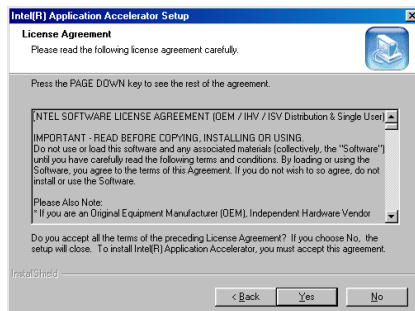 Intel(R) Application Accelerator Setup
License Agreement
Please read the following license agreement carefully.
Press the PAGE DOWN key to see the rest of the agreement.
INTEL SOFTWARE LICENSE AGREEMENT (OEM / IHV / ISV Distribution & Single User)
IMPORTANT - READ BEFORE COPYING, INSTALLING OR USING.
Do not use or load this software and any associated materials (collectively, the "Software")
until you have carefully read the following terms and conditions. By loading or using the
Software, you agree to the terms of this Agreement. If you do not wish to so agree, do not
install or use the Software.
Please Also Note:
* If you are an Original Equipment Manufacturer (OEM), Independent Hardware Vendor
Do you accept all the terms of the preceding License Agreement? If you choose No, the
setup will close. To install Intel(R) Application Accelerator, you must accept this agreement.
InstallShield
< Back
Yes
No